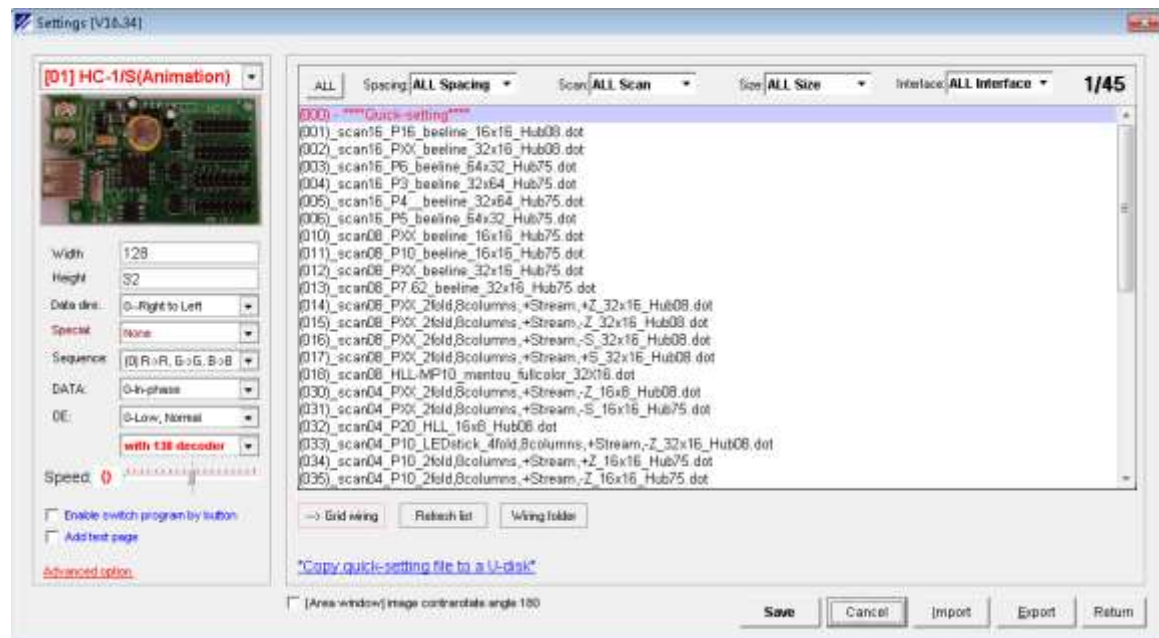 Settings [V16.34]
[01] HC-1/S(Animation)
Width 128
Height 32
Data dire. 0--Right to Left
Special None
Sequence [0] R->R, G->G, B->B
DATA: 0-In-phase
OE: 0-Low, Normal
with 138 decoder
Speed: 0
Enable switch program by button
Add test page
Advanced option
ALL Spacing: ALL Spacing Scan: ALL Scan Size: ALL Size Interface: ALL Interface 1/45
(000) - ****Quick-setting****
(001)_scan16_P16_beeline_16x16_Hub08.dot
(002)_scan16_PXX_beeline_32x16_Hub08.dot
(003)_scan16_P6_beeline_64x32_Hub75.dot
(004)_scan16_P3_beeline_32x64_Hub75.dot
(005)_scan16_P4__beeline_32x64_Hub75.dot
(006)_scan16_P5_beeline_64x32_Hub75.dot
(010)_scan08_PXX_beeline_16x16_Hub75.dot
(011)_scan08_P10_beeline_16x16_Hub75.dot
(012)_scan08_PXX_beeline_32x16_Hub75.dot
(013)_scan08_P7.62_beeline_32x16_Hub75.dot
(014)_scan08_PXX_2fold,8columns,+Stream,+Z_32x16_Hub08.dot
(015)_scan08_PXX_2fold,8columns,+Stream,-Z_32x16_Hub08.dot
(016)_scan08_PXX_2fold,8columns,+Stream,-S_32x16_Hub08.dot
(017)_scan08_PXX_2fold,8columns,+Stream,+S_32x16_Hub08.dot
(018)_scan08_HLL-MP10_mentou_fullcolor_32X16.dot
(030)_scan04_PXX_2fold,8columns,+Stream,-Z_16x8_Hub08.dot
(031)_scan04_PXX_2fold,8columns,+Stream,-S_16x16_Hub75.dot
(032)_scan04_P20_HLL_16x8_Hub08.dot
(033)_scan04_P10_LEDstick_4fold,8columns,+Stream,-Z_32x16_Hub08.dot
(034)_scan04_P10_2fold,8columns,+Stream,+Z_16x16_Hub75.dot
(035)_scan04_P10_2fold,8columns,+Stream,-Z_16x16_Hub75.dot
--> Grid wiring Refresh list Wiring folder
"Copy quick-setting file to a U-disk"
[Area window] image contrarotate angle 180
Save Cancel Import Export Return